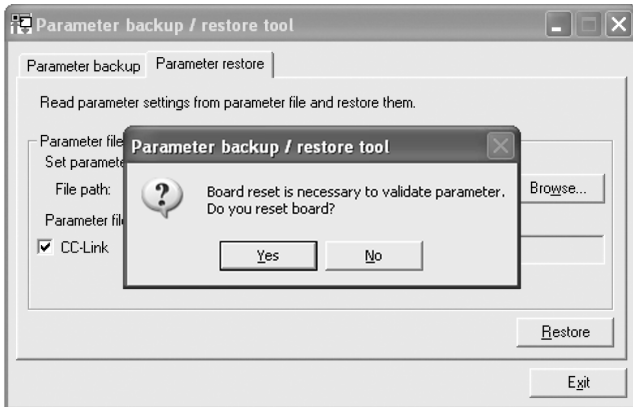 Parameter backup / restore tool
Parameter backup Parameter restore
Read parameter settings from parameter file and restore them.
Parameter file
Set paramete
File path:
Browse...
Parameter fil
CC-Link
Parameter backup / restore tool
Board reset is necessary to validate parameter.
Do you reset board?
Yes No
Restore
Exit